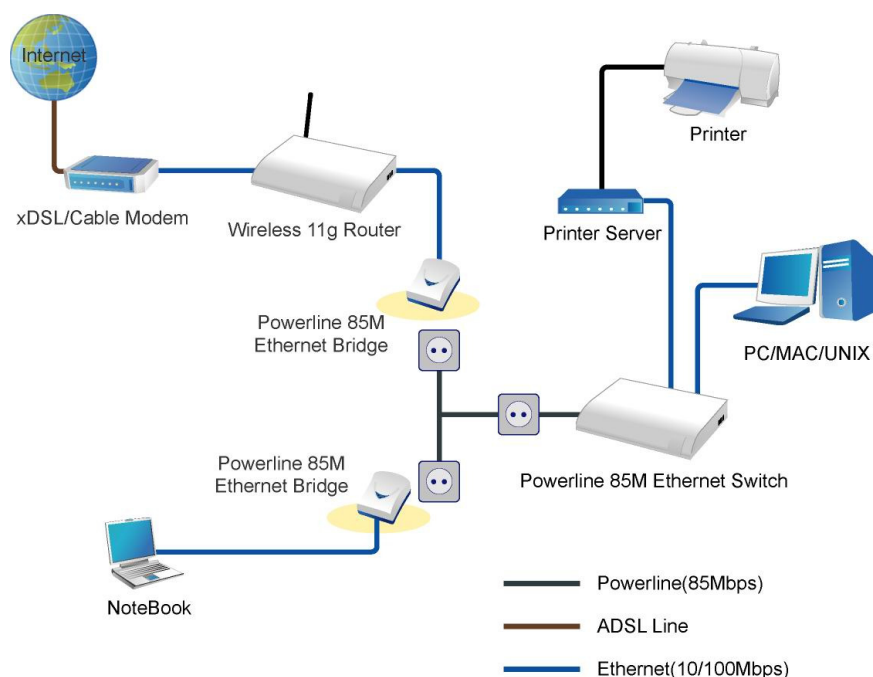 Internet
Printer
xDSL/Cable Modem
Wireless 11g Router
Printer Server
Powerline 85M
Ethernet Bridge
PC/MAC/UNIX
Powerline 85M
Ethernet Bridge
Powerline 85M Ethernet Switch
NoteBook
Powerline(85Mbps)
ADSL Line
Ethernet(10/100Mbps)